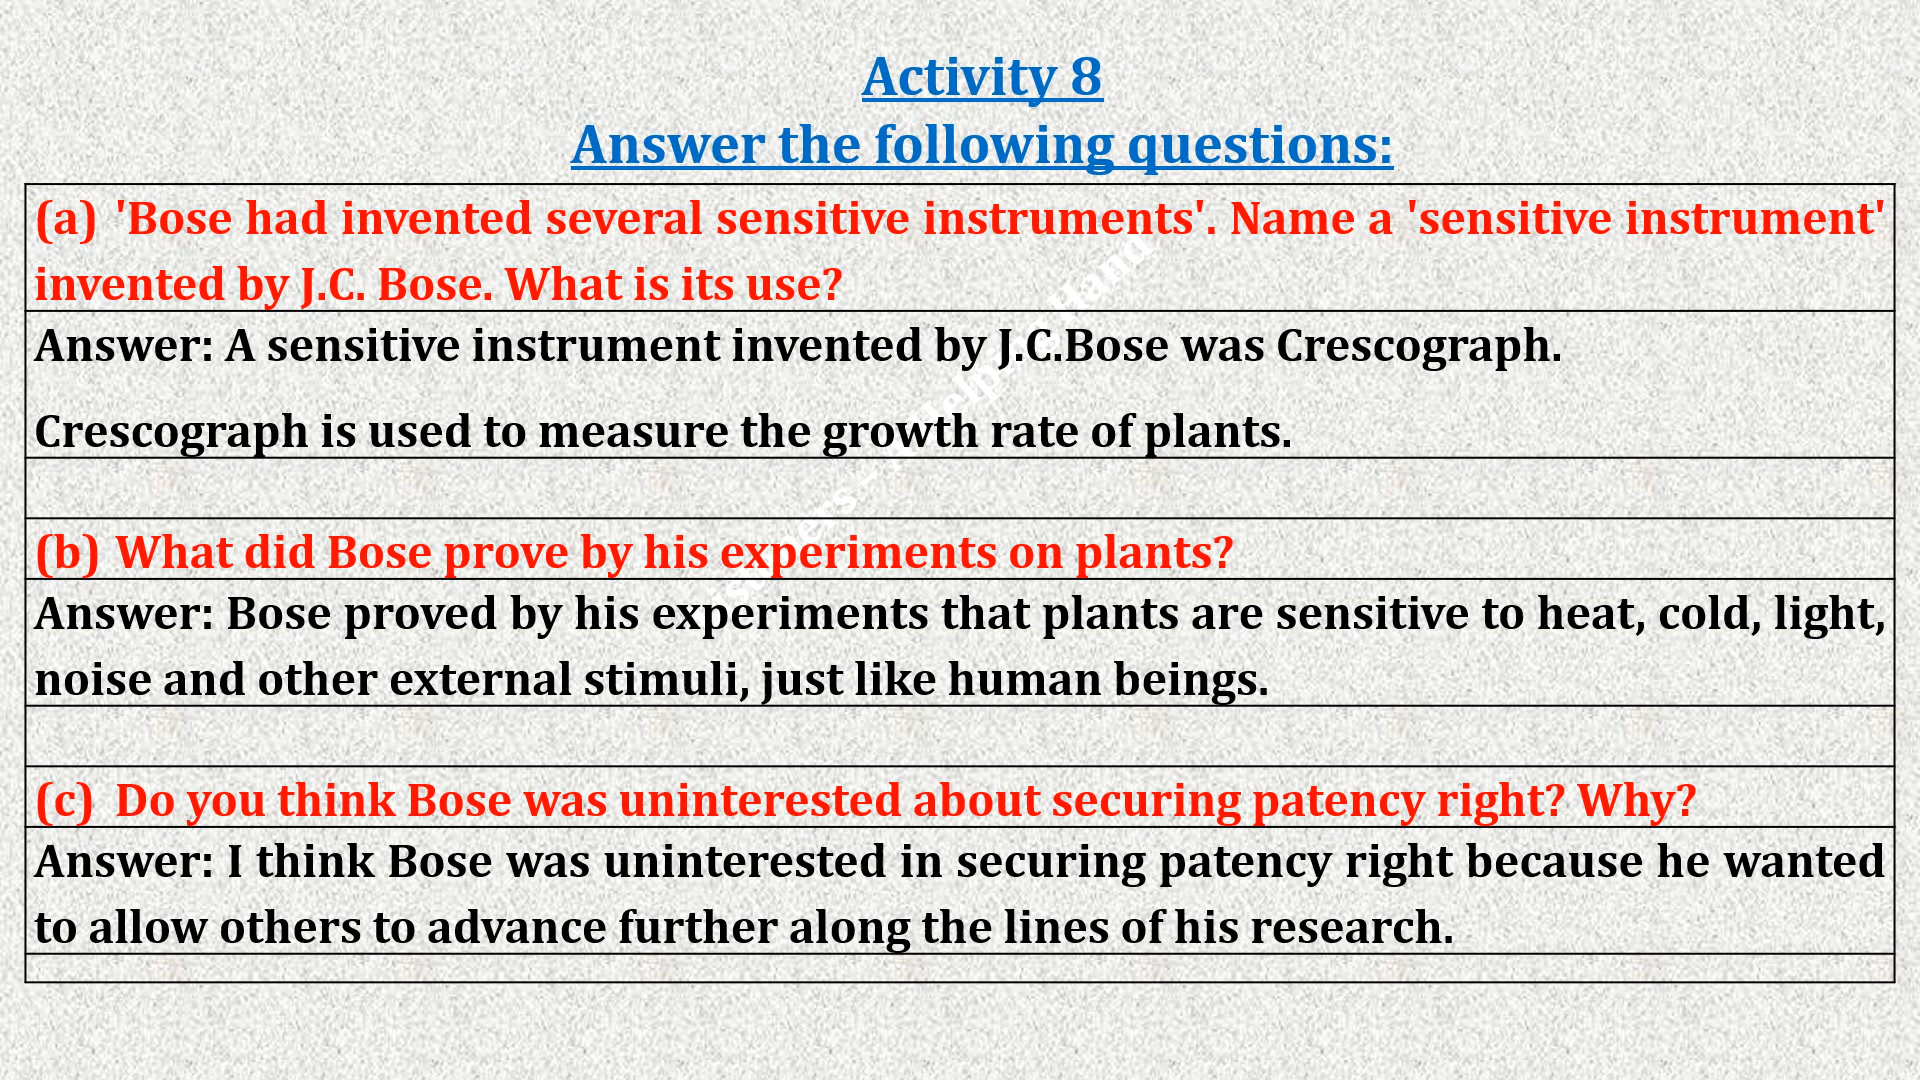 Activity 8
Answer the following questions:
(a) 'Bose had invented several sensitive instruments'. Name a 'sensitive instrument'
invented by J.C. Bose. What is its use?
Answer: A sensitive instrument invented by J.C.Bose was Crescograph.
Crescograph is used to measure the growth rate of plants.
(b) What did Bose prove by his experiments on plants?
Answer: Bose proved by his experiments that plants are sensitive to heat, cold, light,
noise and other external stimuli, just like human beings.
(c) Do you think Bose was uninterested about securing patency right? Why?
Answer: I think Bose was uninterested in securing patency right because he wanted
to allow others to advance further along the lines of his research.